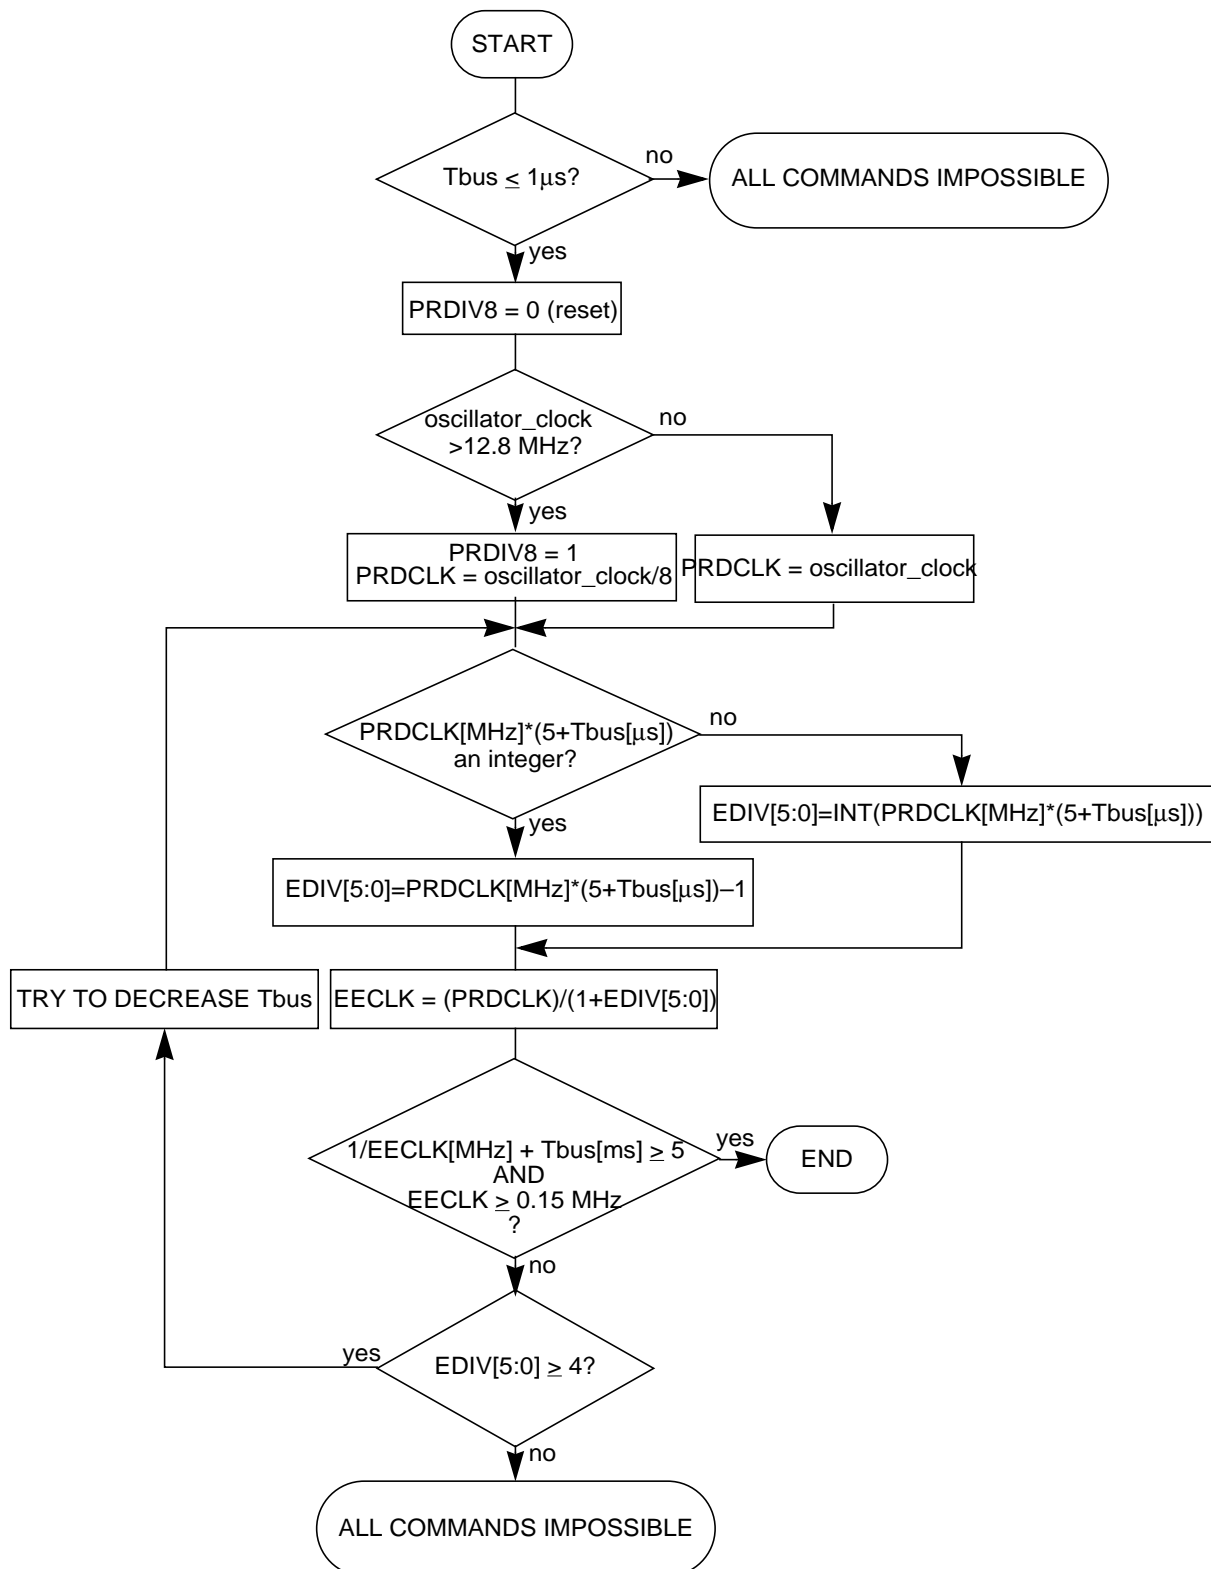 START
Tbus ≤ 1μs?
no
ALL COMMANDS IMPOSSIBLE
yes
PRDIV8 = 0 (reset)
oscillator_clock
>12.8 MHz?
no
yes
PRDIV8 = 1
PRDCLK = oscillator_clock/8
PRDCLK = oscillator_clock
PRDCLK[MHz]*(5+Tbus[μs])
an integer?
no
yes
EDIV[5:0]=INT(PRDCLK[MHz]*(5+Tbus[μs]))
EDIV[5:0]=PRDCLK[MHz]*(5+Tbus[μs])–1
TRY TO DECREASE Tbus
EECLK = (PRDCLK)/(1+EDIV[5:0])
1/EECLK[MHz] + Tbus[ms] ≥ 5
AND
EECLK ≥ 0.15 MHz
?
yes
END
no
EDIV[5:0] ≥ 4?
yes
no
ALL COMMANDS IMPOSSIBLE